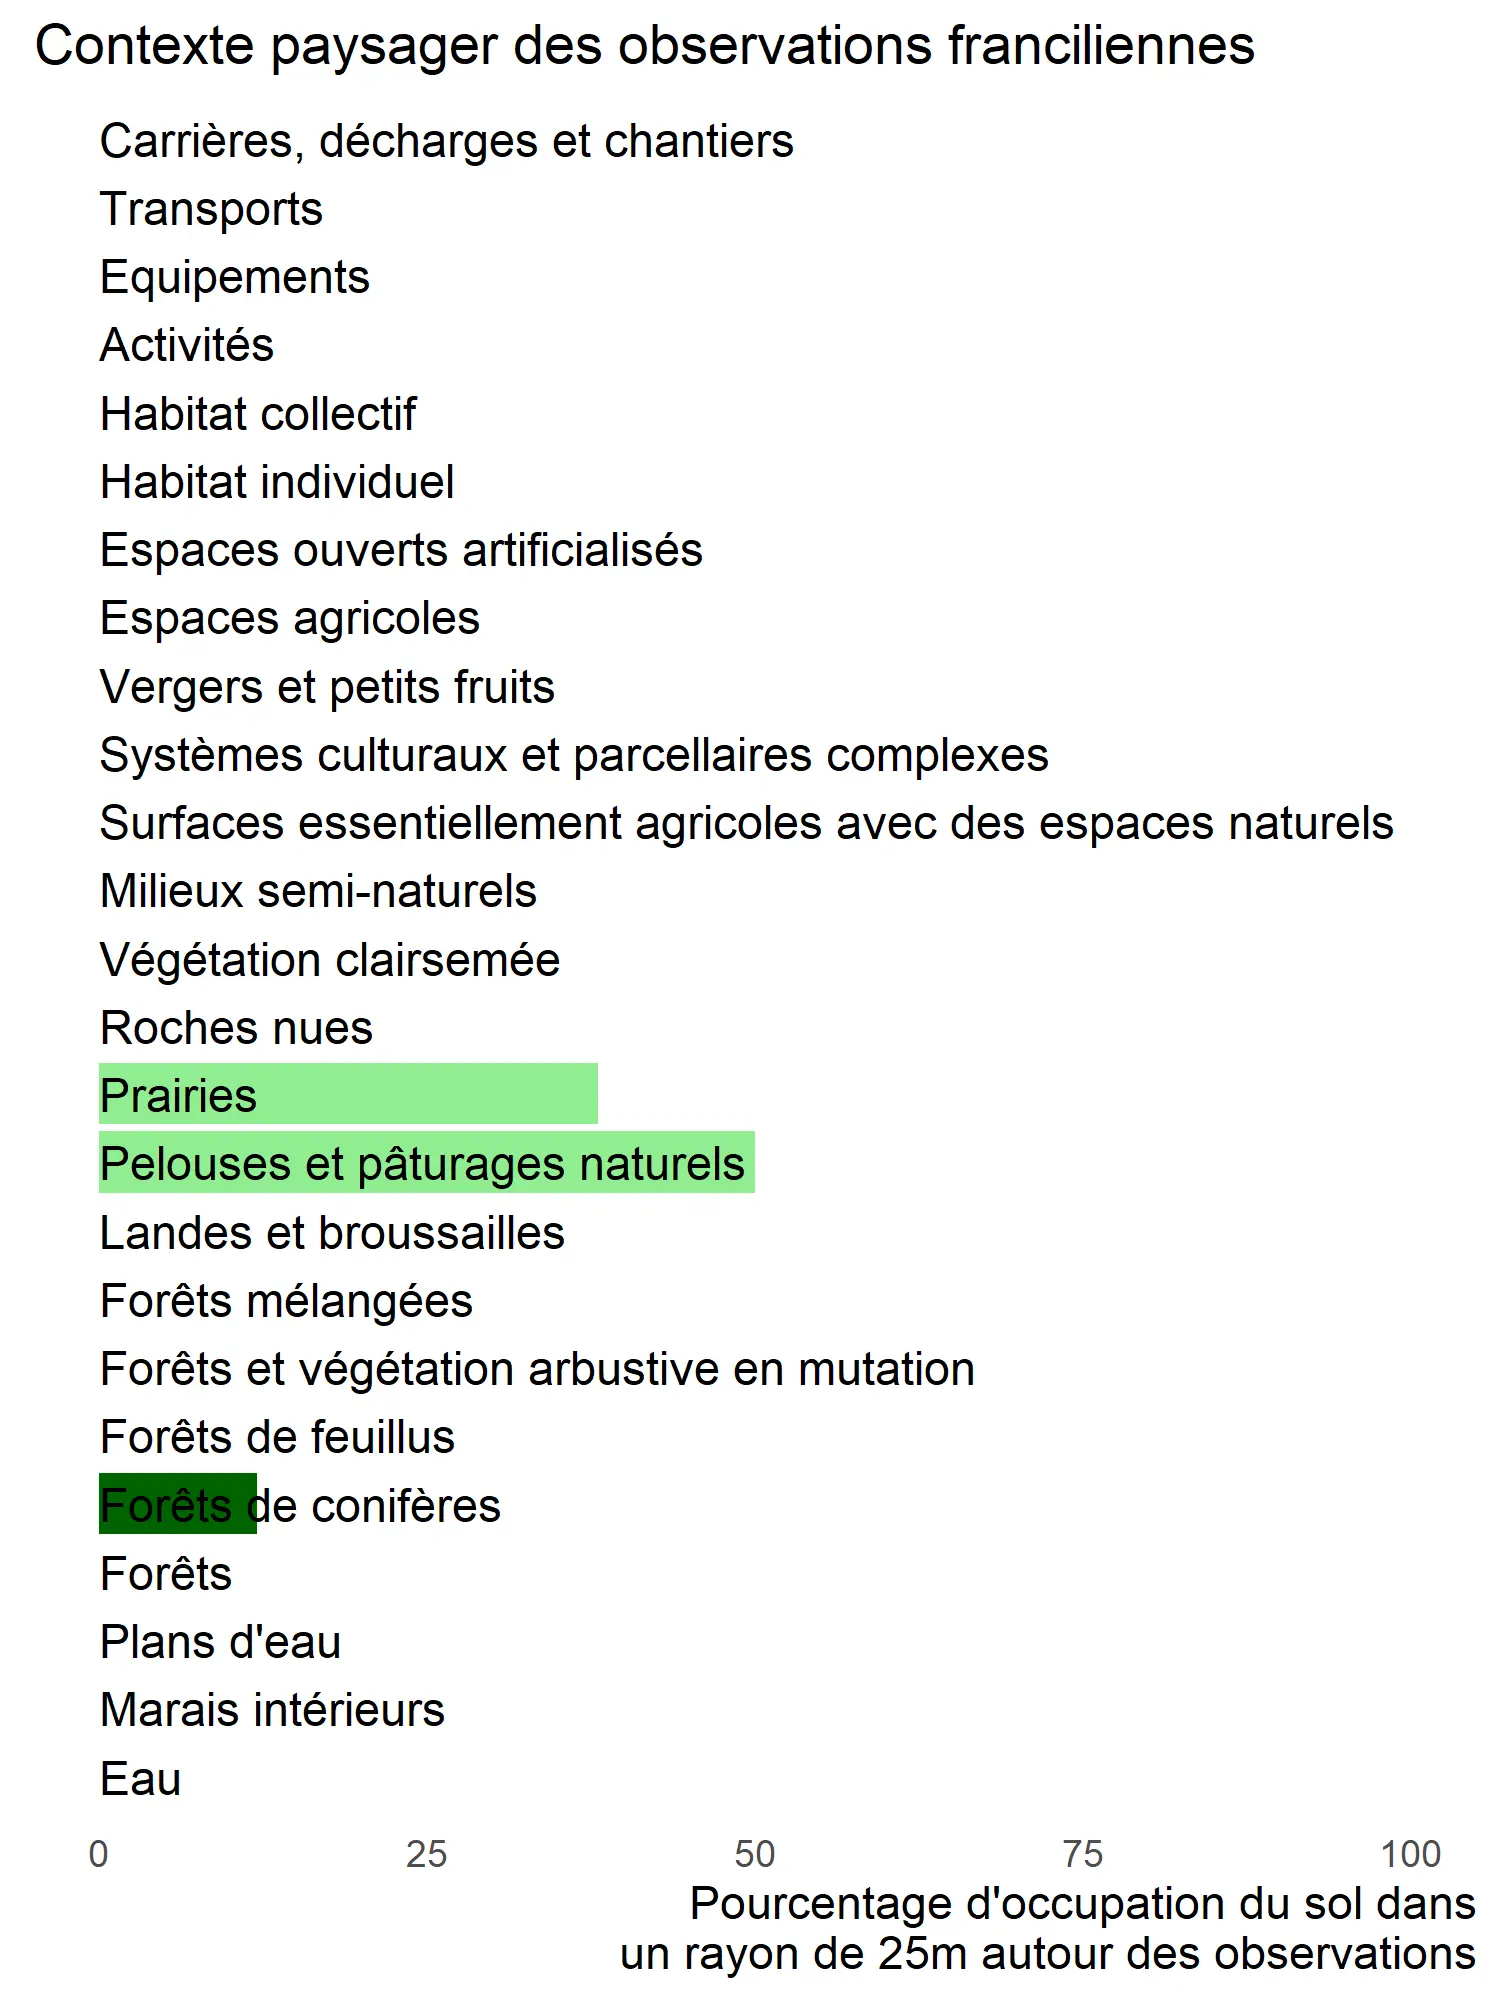 Contexte paysager des observations franciliennes
Carrières, décharges et chantiers
Transports
Equipements
Activités
Habitat collectif
Habitat individuel
Espaces ouverts artificialisés
Espaces agricoles
Vergers et petits fruits
Systèmes culturaux et parcellaires complexes
Surfaces essentiellement agricoles avec des espaces naturels
Milieux semi-naturels
Végétation clairsemée
Roches nues
Prairies
Pelouses et pâturages naturels
Landes et broussailles
Forêts mélangées
Forêts et végétation arbustive en mutation
Forêts de feuillus
Forêts de conifères
Forêts
Plans d'eau
Marais intérieurs
Eau
0 25 50 75 100
Pourcentage d'occupation du sol dans
un rayon de 25m autour des observations